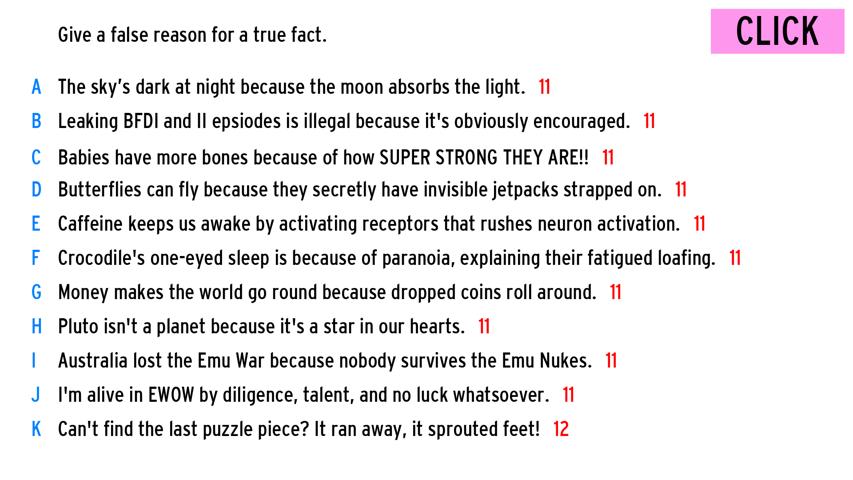 Give a false reason for a true fact.
CLICK
A The sky's dark at night because the moon absorbs the light. 11
B Leaking BFDI and II epsiodes is illegal because it's obviously encouraged. 11
C Babies have more bones because of how SUPER STRONG THEY ARE!! 11
D Butterflies can fly because they secretly have invisible jetpacks strapped on. 11
E Caffeine keeps us awake by activating receptors that rushes neuron activation. 11
F Crocodile's one-eyed sleep is because of paranoia, explaining their fatigued loafing. 11
G Money makes the world go round because dropped coins roll around. 11
H Pluto isn't a planet because it's a star in our hearts. 11
I Australia lost the Emu War because nobody survives the Emu Nukes. 11
J I'm alive in EWOW by diligence, talent, and no luck whatsoever. 11
K Can't find the last puzzle piece? It ran away, it sprouted feet! 12